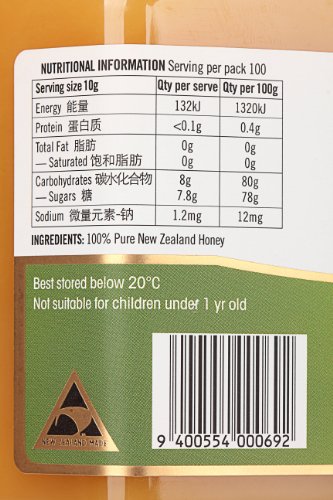 NUTRITIONAL INFORMATION Serving per pack 100
Serving size 10g Qty per serve Qty per 100g
Energy 能量 132kJ 1320kJ
Protein 蛋白质 <0.1g 0.4g
Total Fat 脂肪 0g 0g
— Saturated 饱和脂肪 0g 0g
Carbohydrates 碳水化合物 8g 80g
— Sugars 糖 7.8g 78g
Sodium 微量元素-钠 1.2mg 12mg
INGREDIENTS: 100% Pure New Zealand Honey
Best stored below 20°C
Not suitable for children under 1 yr old
NEW ZEALAND MADE
9 400554 000692